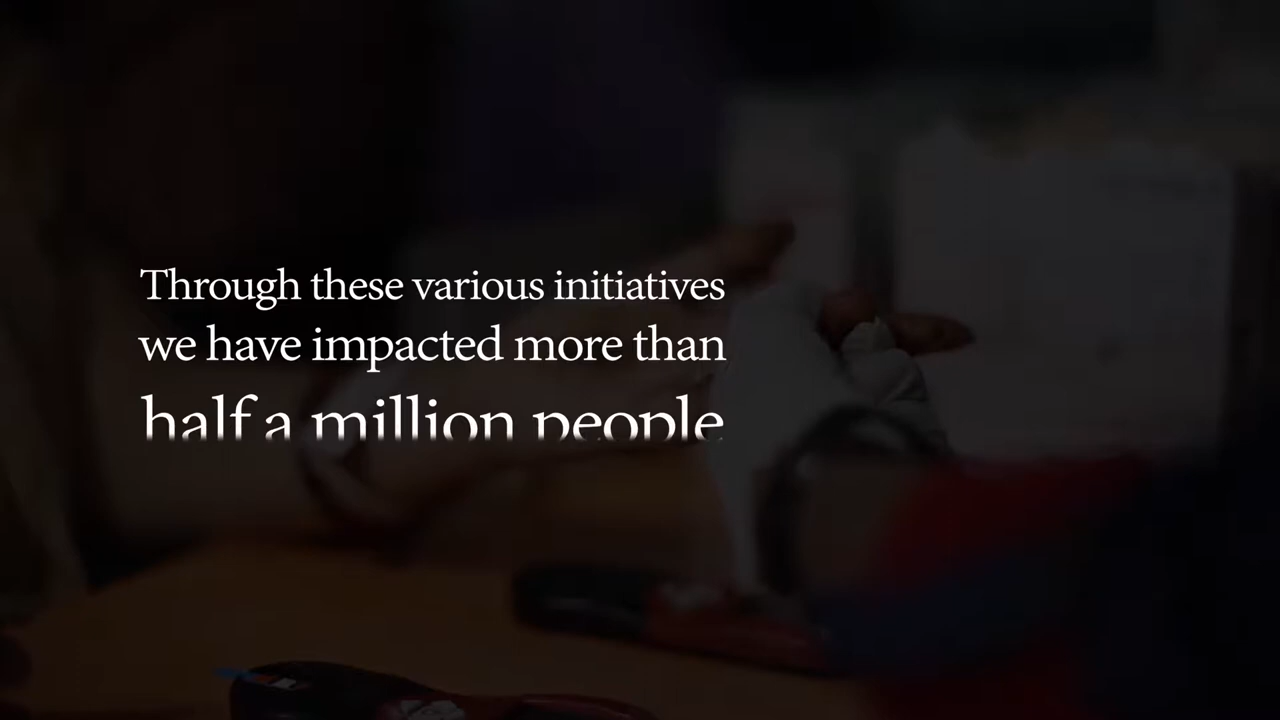 Through these various initiatives
we have impacted more than
half a million people